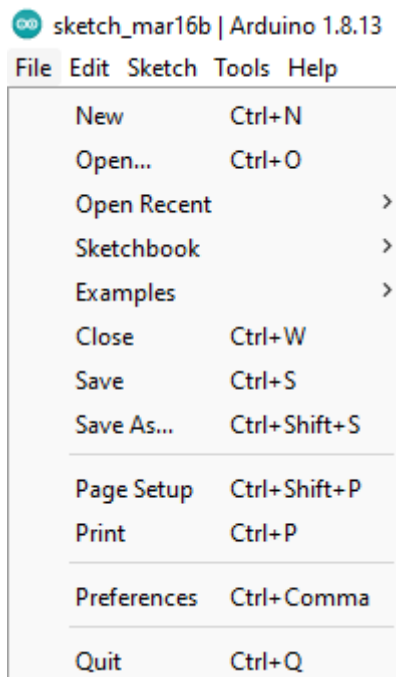 sketch_mar16b | Arduino 1.8.13
File Edit Sketch Tools Help
New Ctrl+N
Open... Ctrl+O
Open Recent >
Sketchbook >
Examples >
Close Ctrl+W
Save Ctrl+S
Save As... Ctrl+Shift+S
Page Setup Ctrl+Shift+P
Print Ctrl+P
Preferences Ctrl+Comma
Quit Ctrl+Q